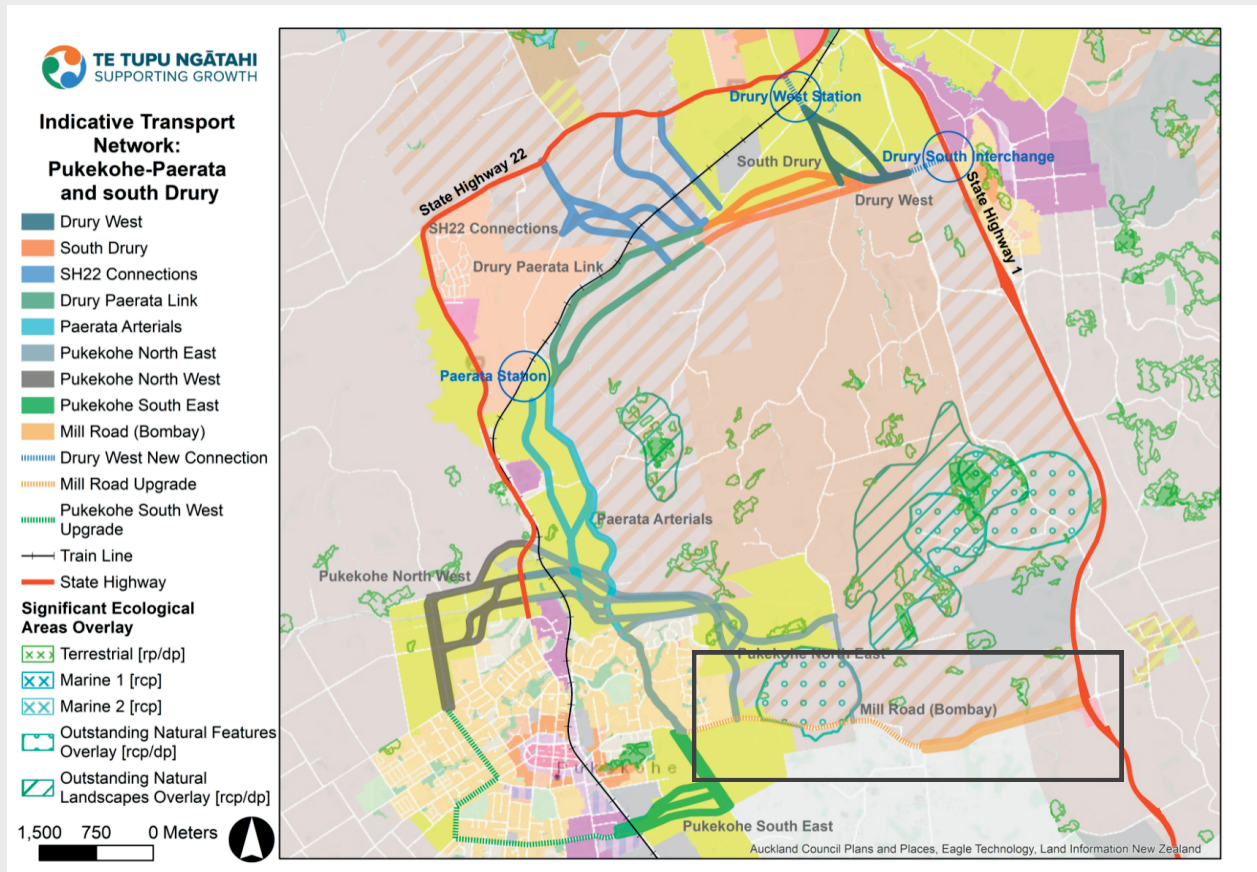 TE TUPU NGĀTAHI
SUPPORTING GROWTH
Indicative Transport
Network:
Pukekohe-Paerata
and south Drury
Drury West
South Drury
SH22 Connections
Drury Paerata Link
Paerata Arterials
Pukekohe North East
Pukekohe North West
Pukekohe South East
Mill Road (Bombay)
Drury West New Connection
Mill Road Upgrade
Pukekohe South West
Upgrade
Train Line
State Highway
Significant Ecological
Areas Overlay
Terrestrial [rp/dp]
Marine 1 [rcp]
Marine 2 [rcp]
Outstanding Natural Features
Overlay [rcp/dp]
Outstanding Natural
Landscapes Overlay [rcp/dp]
1,500 750 0 Meters
Drury West Station
South Drury
Drury South Interchange
State Highway 22
Drury West
State Highway 1
SH22 Connections
Drury Paerata Link
Paerata Station
Paerata Arterials
Pukekohe North West
Pukekohe North East
Mill Road (Bombay)
Pukekohe
Pukekohe South East
Auckland Council Plans and Places, Eagle Technology, Land Information New Zealand